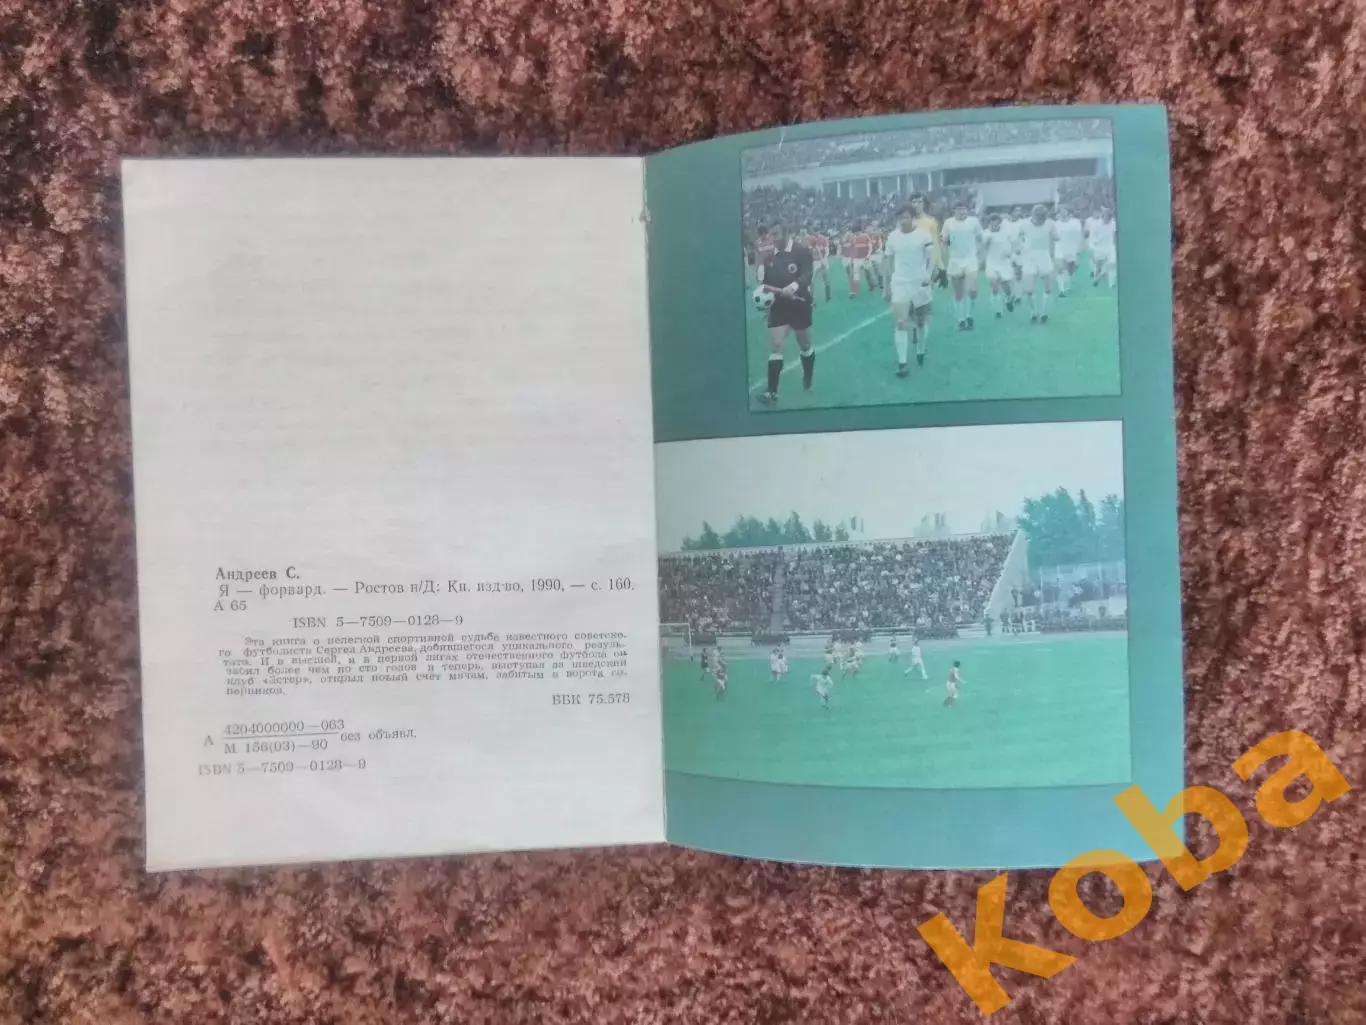 Андреев С.
Я — форвард. — Ростов н/Д: Кн. изд-во, 1990, — с. 160.
А 65
ISBN 5—7509—0128—9
Эта книга о нелегкой спортивной судьбе известного советско-
го футболиста Сергея Андреева, добившегося уникального резуль-
тата. И в высшей, и в первой лигах отечественного футбола он
забил более чем по сто голов и теперь, выступая за шведский
клуб «Эстер», открыл новый счет мячам, забитым в ворота со-
перников.
ББК 75.578
А 4204000000—063
М 156(03)—90 без объявл.
ISBN 5—7509—0128—9
Koba